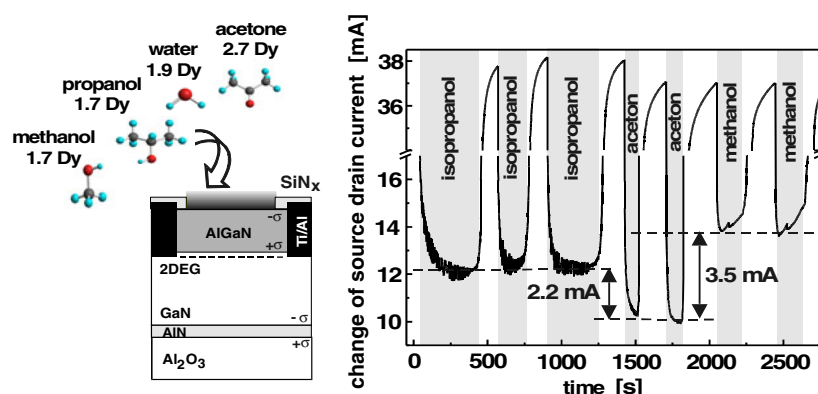 acetone
2.7 Dy
water
1.9 Dy
propanol
1.7 Dy
methanol
1.7 Dy
SiNx
-σ
AlGaN
+σ
Ti/Al
2DEG
GaN
-σ
AlN
+σ
Al2O3
change of source drain current [mA]
38
36
16
14
12
10
isopropanol
isopropanol
isopropanol
aceton
aceton
methanol
methanol
2.2 mA
3.5 mA
0 500 1000 1500 2000 2500
time [s]